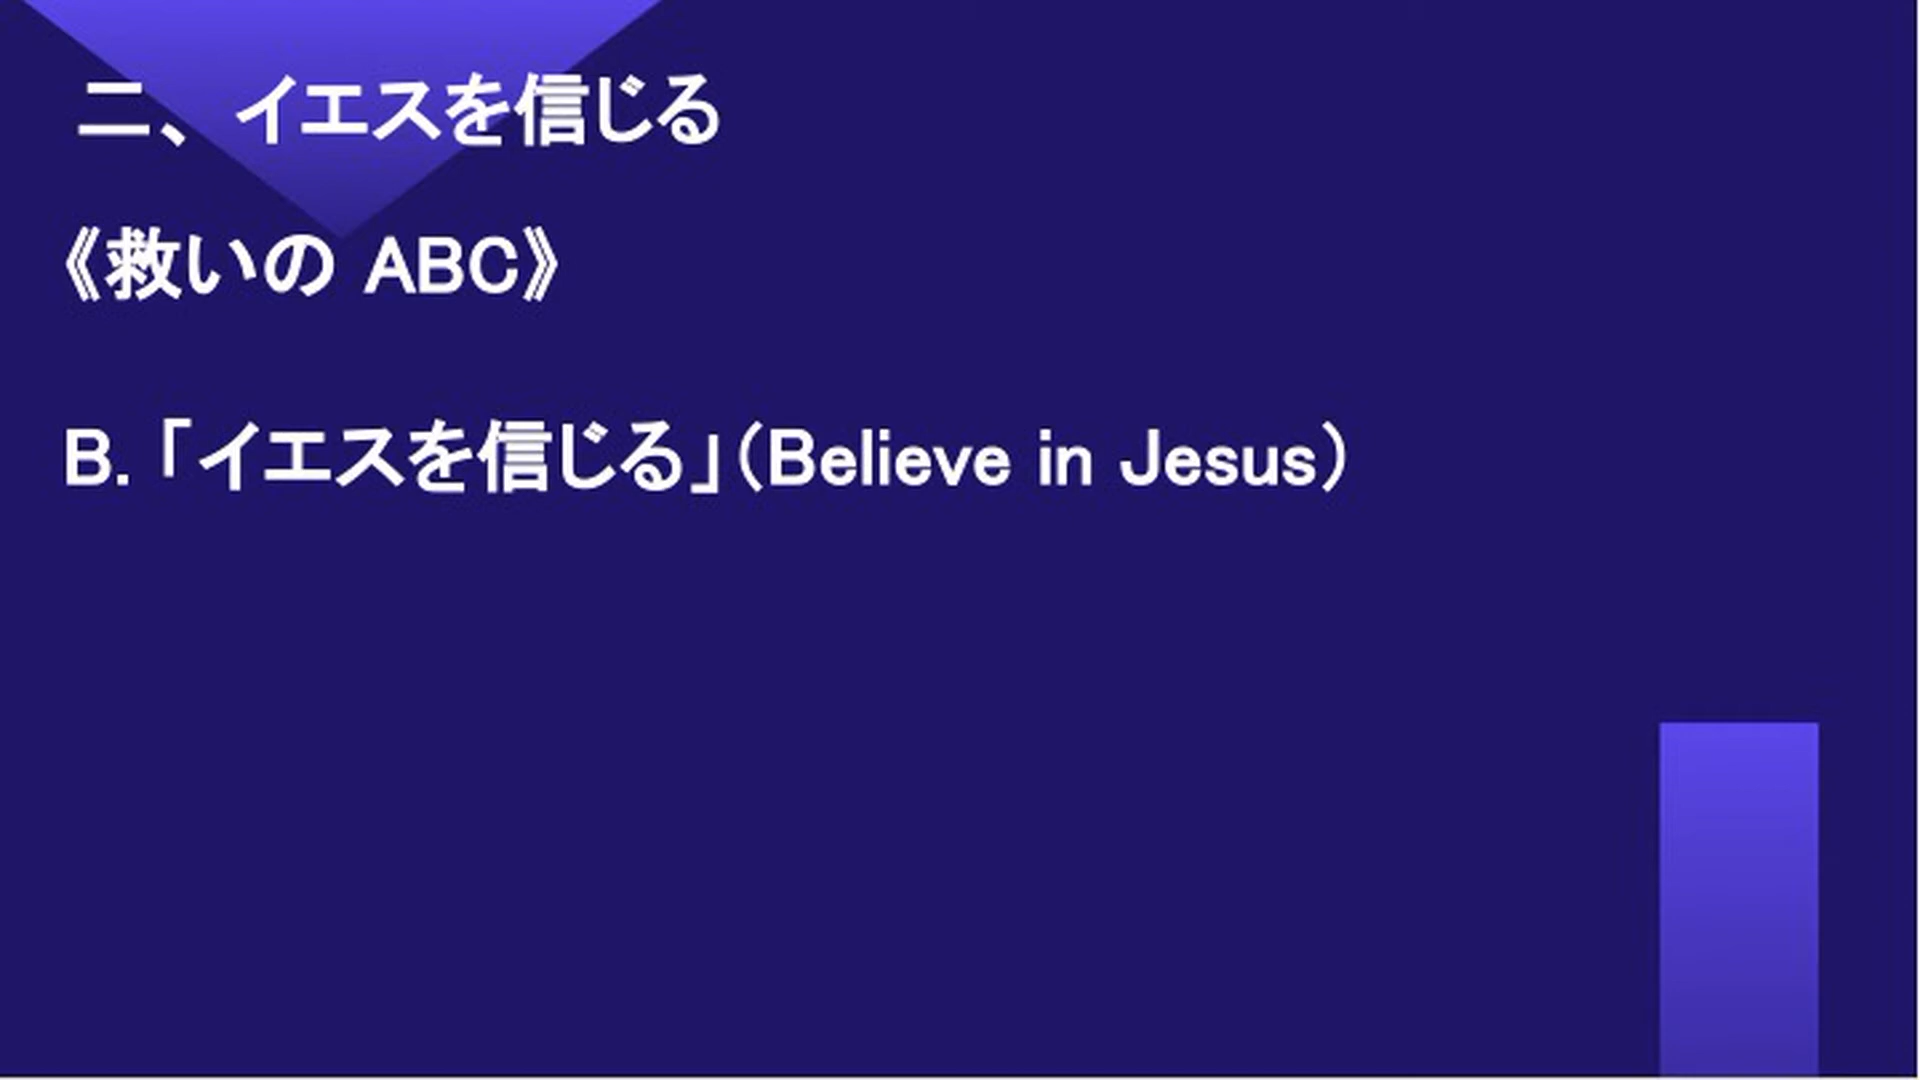 二、 イエスを信じる
《救いの ABC》
B. 「イエスを信じる」（Believe in Jesus）